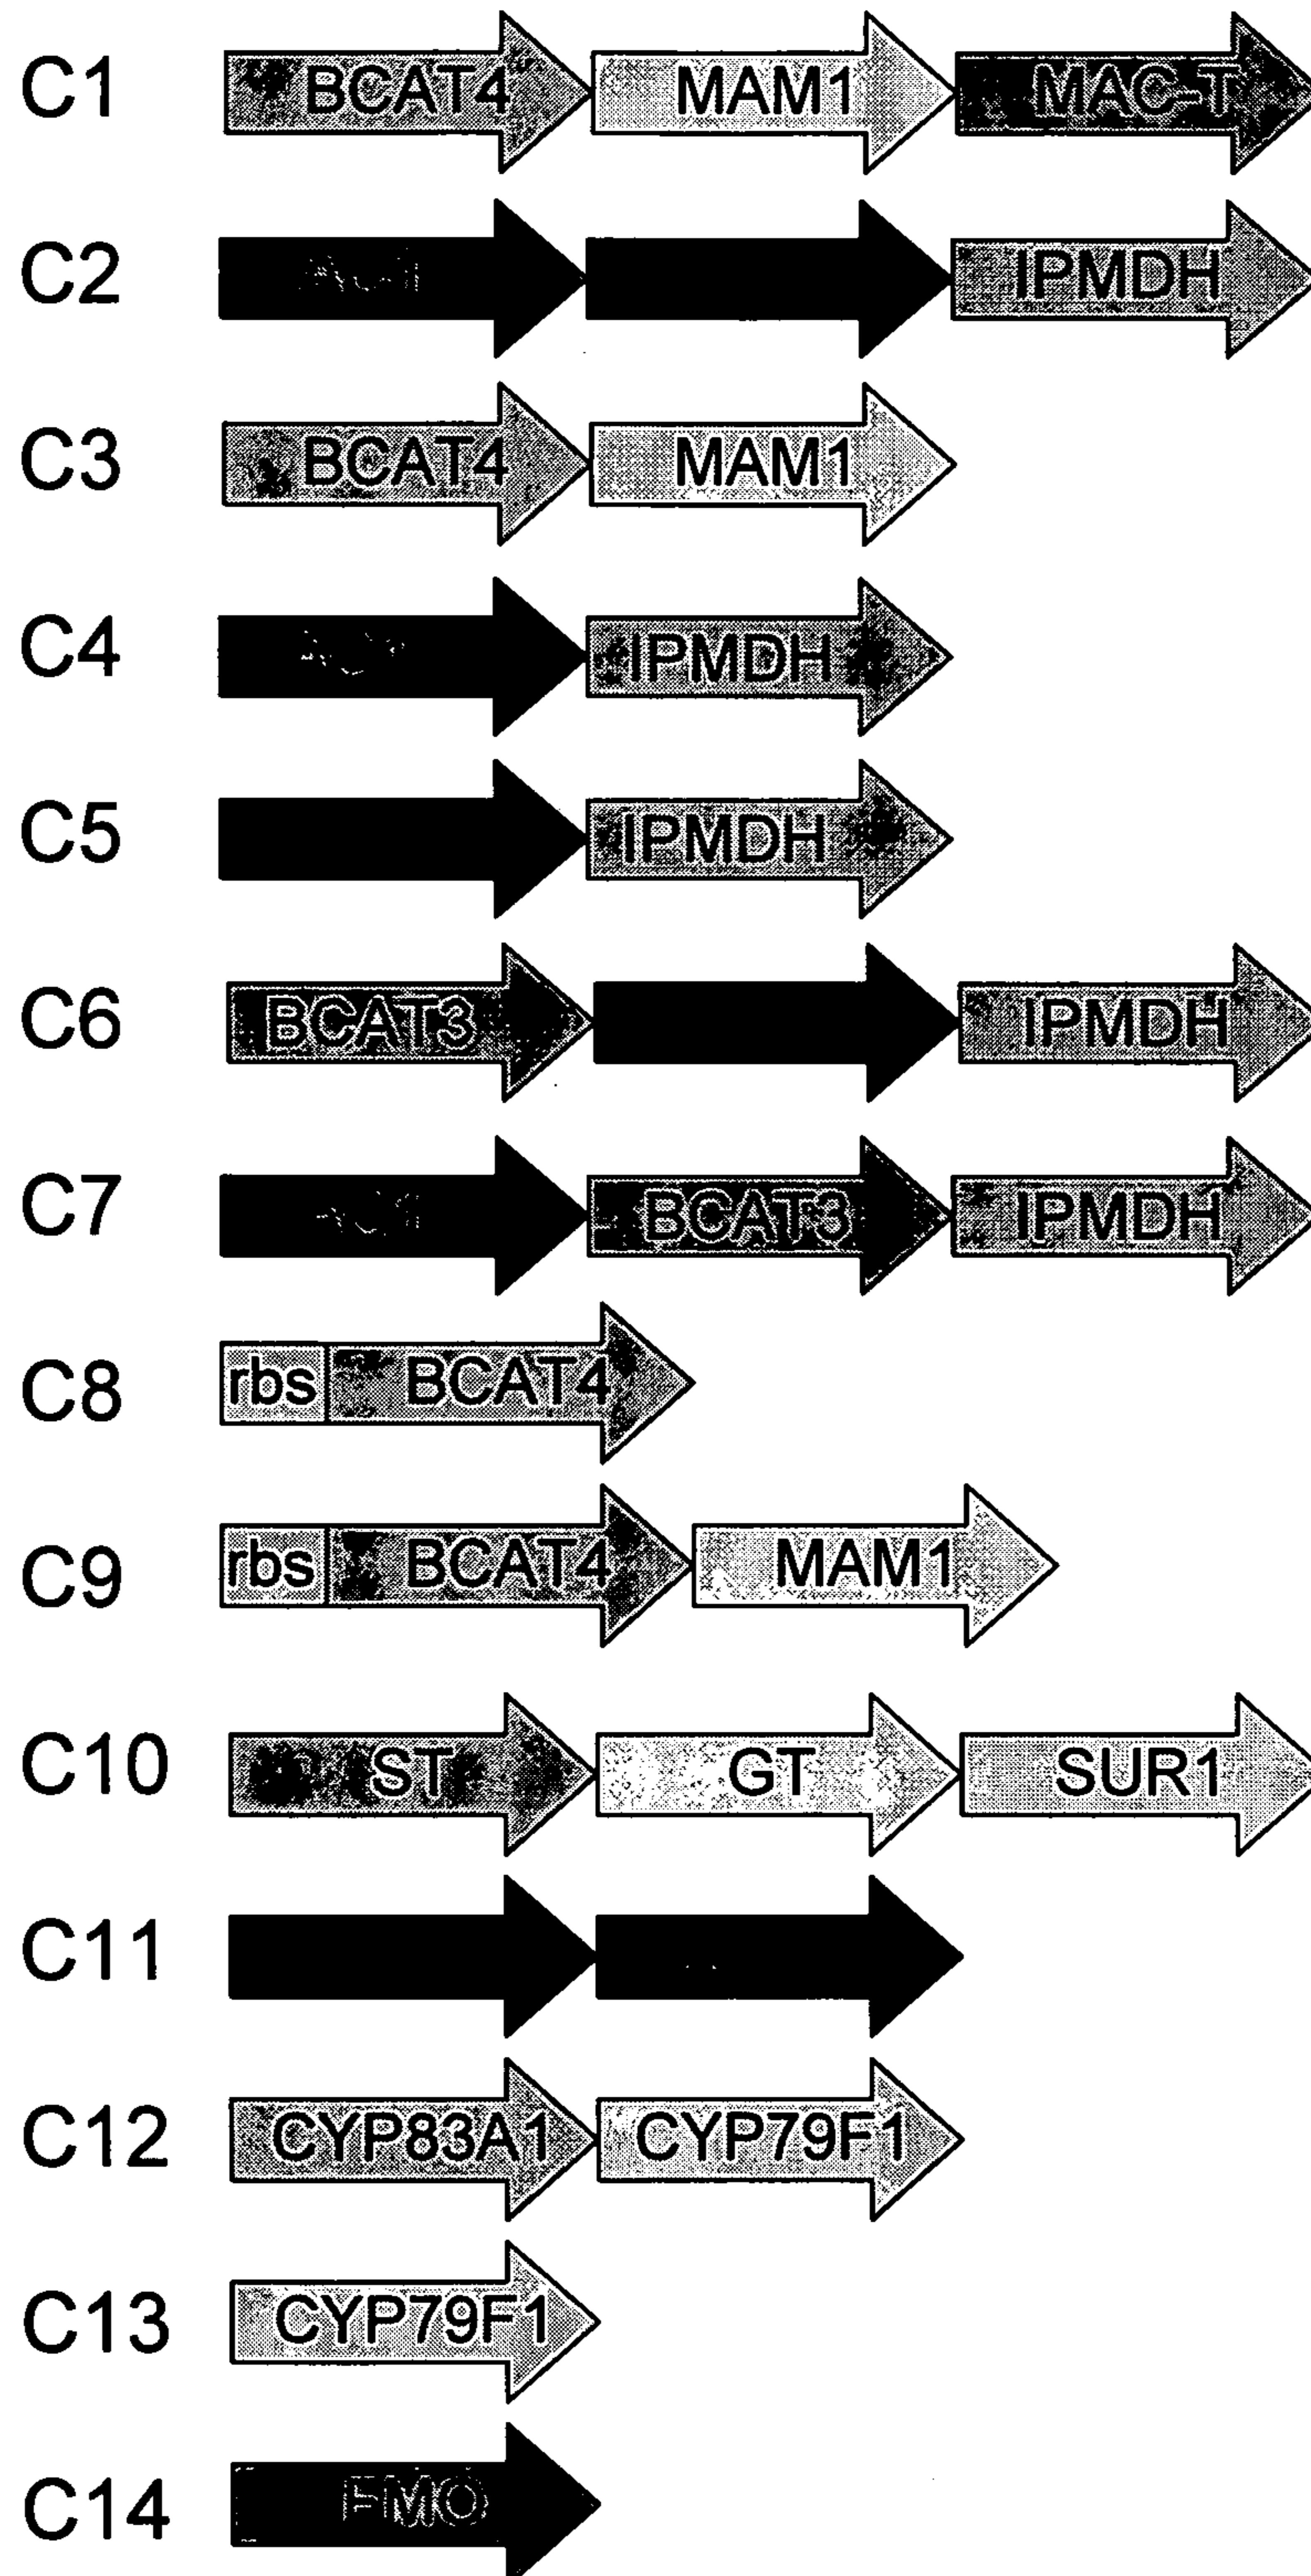 C1 BCAT4 MAM1 MAC-T
C2 IPMDH
C3 BCAT4 MAM1
C4 IPMDH
C5 IPMDH
C6 BCAT3 IPMDH
C7 BCAT3 IPMDH
C8 rbs BCAT4
C9 rbs BCAT4 MAM1
C10 ST GT SUR1
C11
C12 CYP83A1 CYP79F1
C13 CYP79F1
C14 FMO